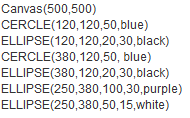 Canvas(500,500)
CERCLE(120,120,50,blue)
ELLIPSE(120,120,20,30,black)
CERCLE(380,120,50, blue)
ELLIPSE(380,120,20,30,black)
ELLIPSE(250,380,100,30,purple)
ELLIPSE(250,380,50,15,white)